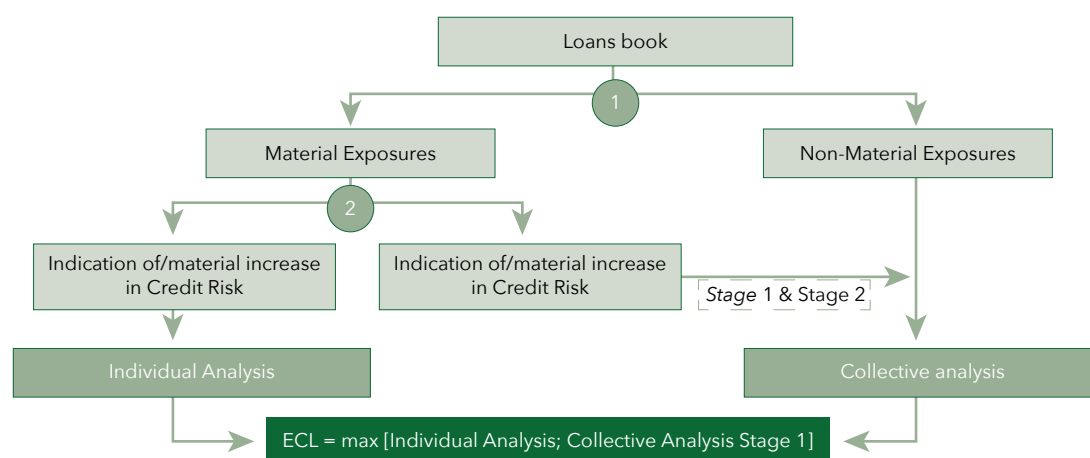 Loans book
1
Material Exposures
Non-Material Exposures
2
Indication of/material increase
in Credit Risk
Indication of/material increase
in Credit Risk
Stage 1 & Stage 2
Individual Analysis
Collective analysis
ECL = max [Individual Analysis; Collective Analysis Stage 1]